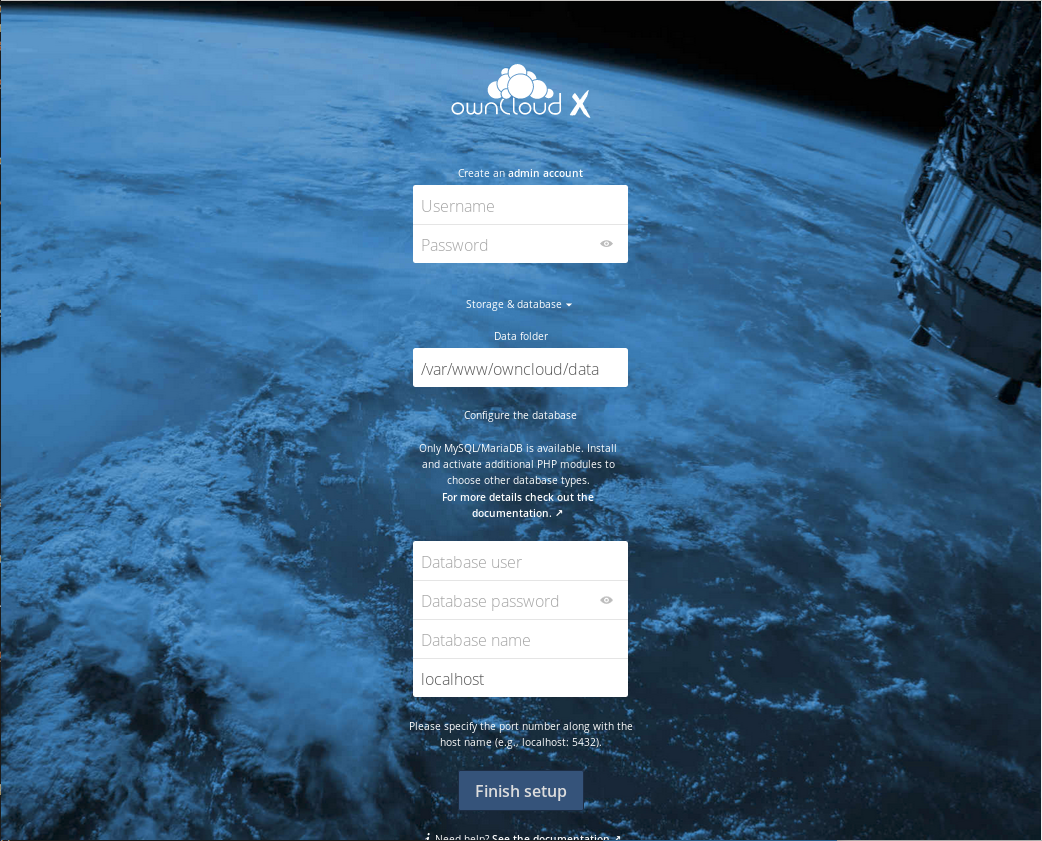 ownCloud X
Create an admin account
Username
Password
Storage & database
Data folder
/var/www/owncloud/data
Configure the database
Only MySQL/MariaDB is available. Install
and activate additional PHP modules to
choose other database types.
For more details check out the
documentation. ↗
Database user
Database password
Database name
localhost
Please specify the port number along with the
host name (e.g., localhost: 5432).
Finish setup
i Need help? See the documentation ↗